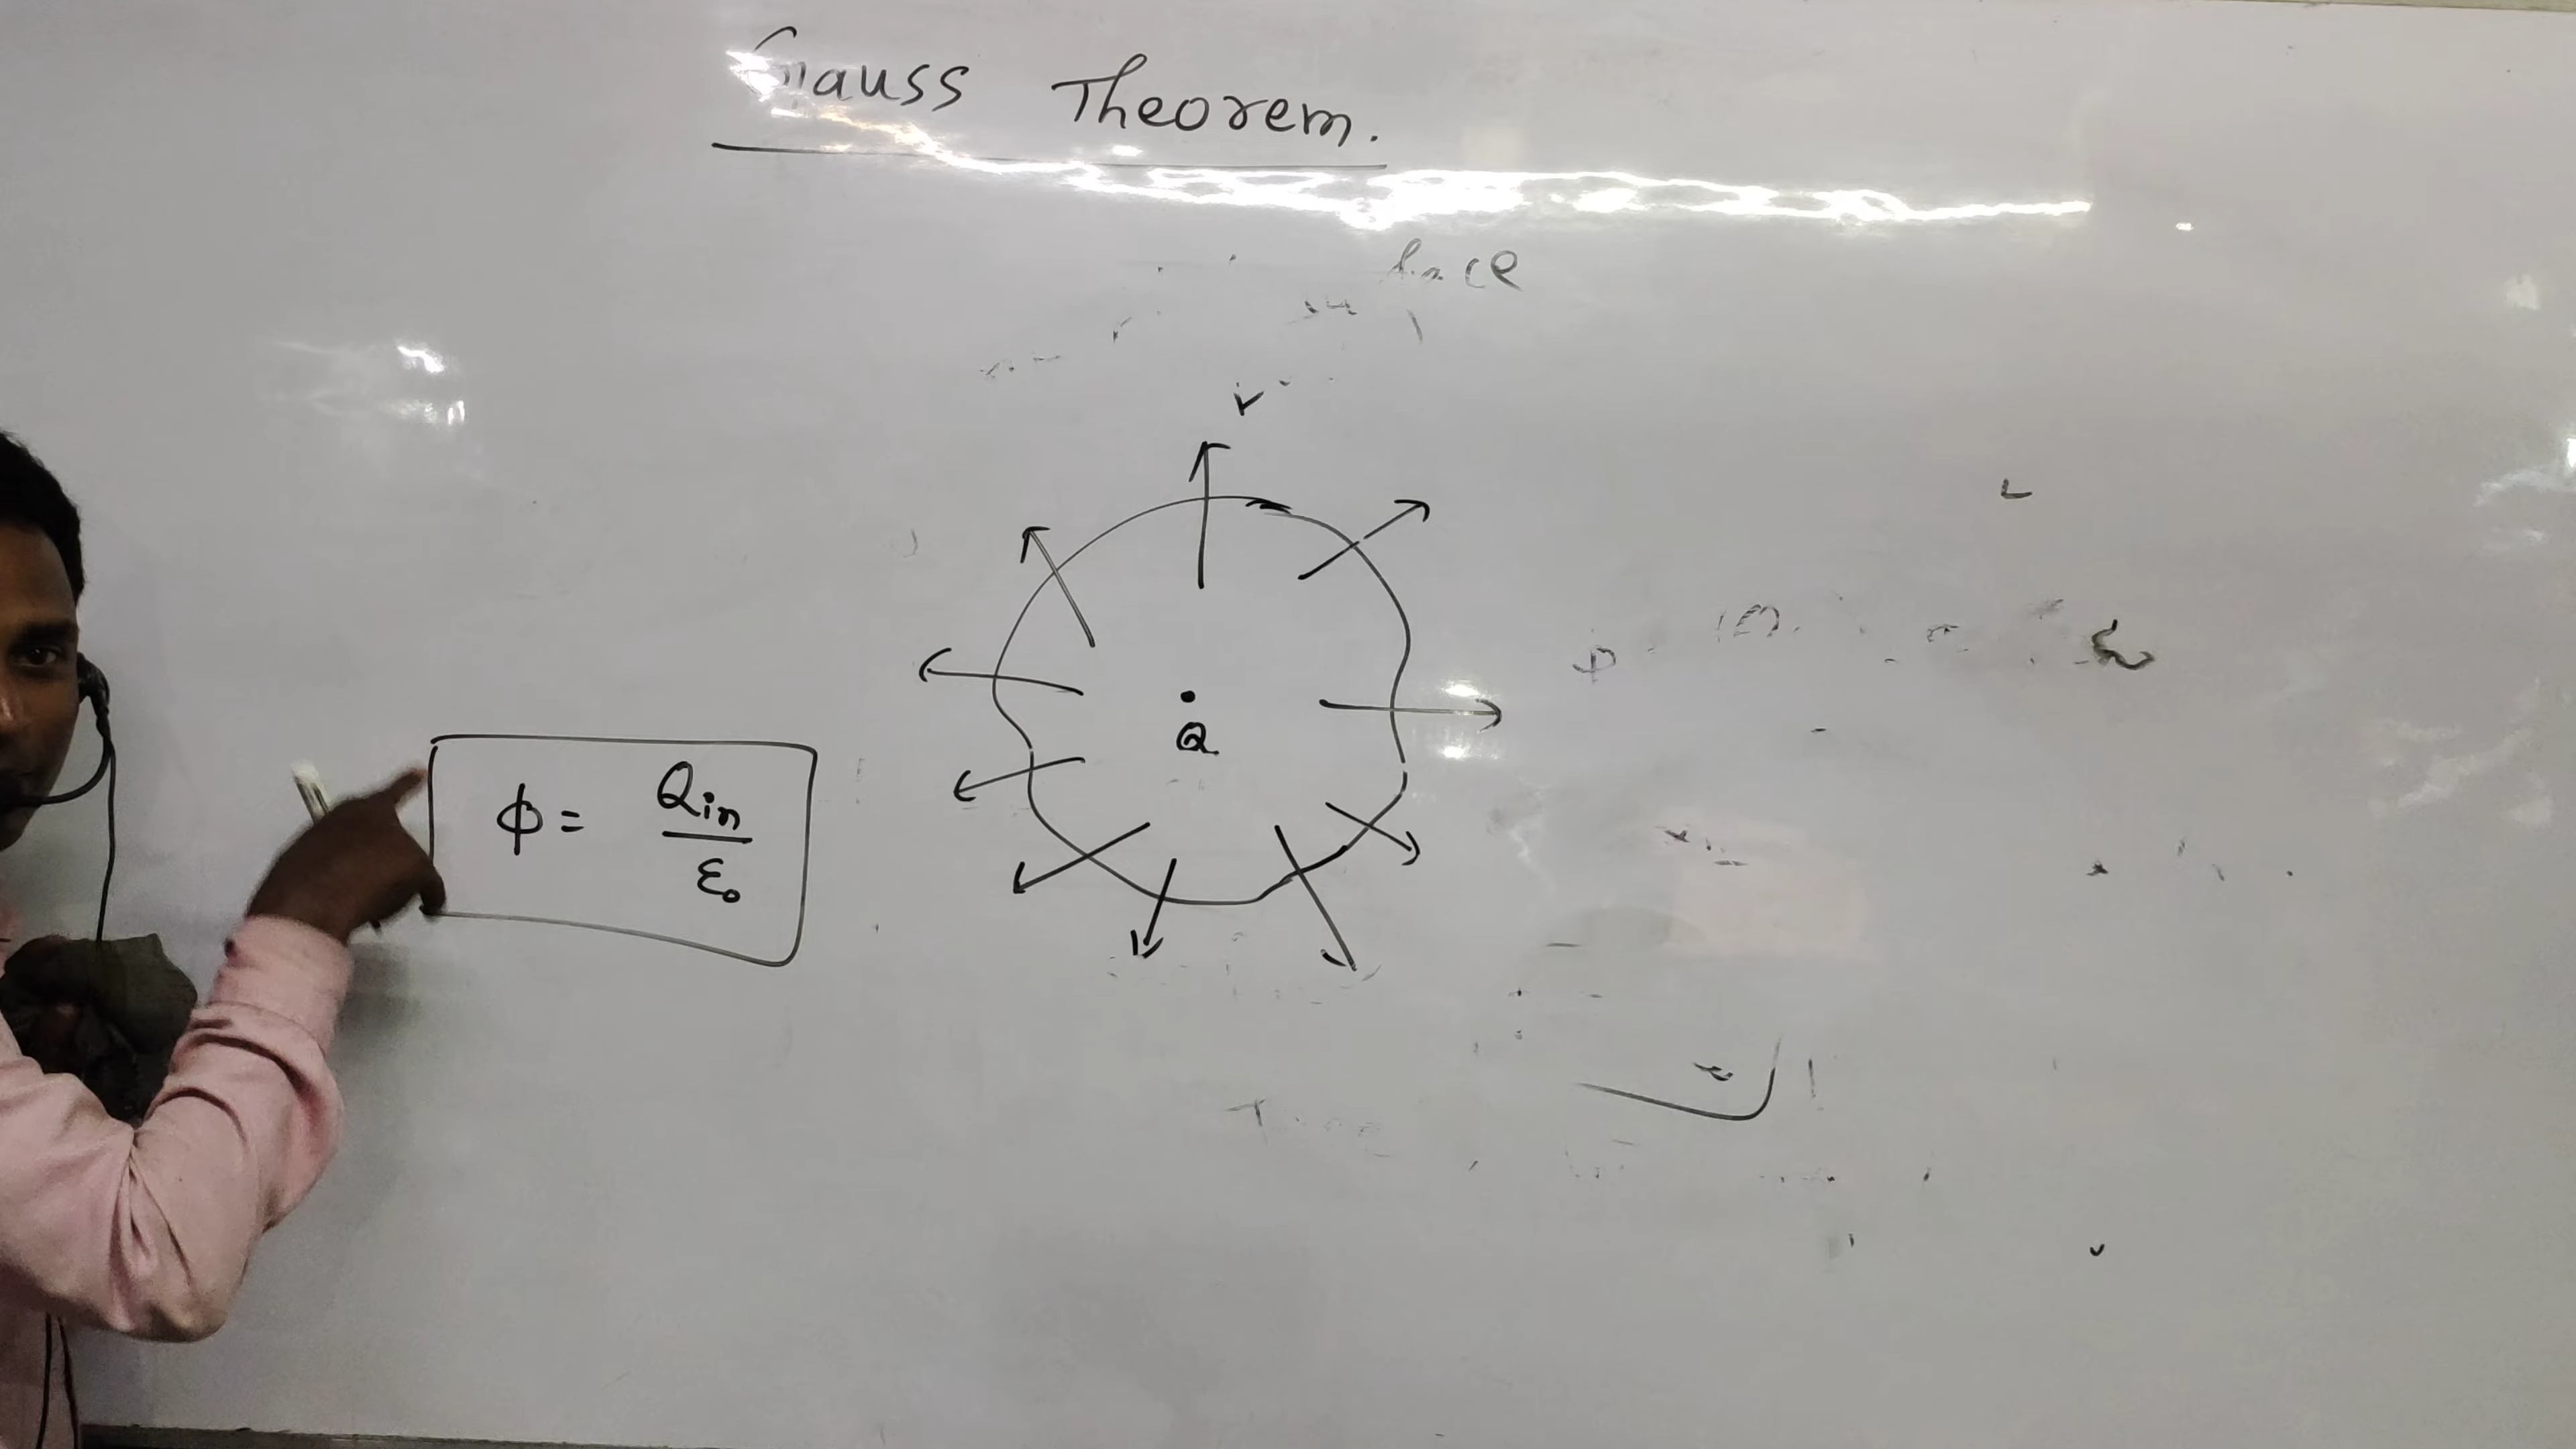 Gauss Theorem.
Q
ϕ = Qin
ε₀